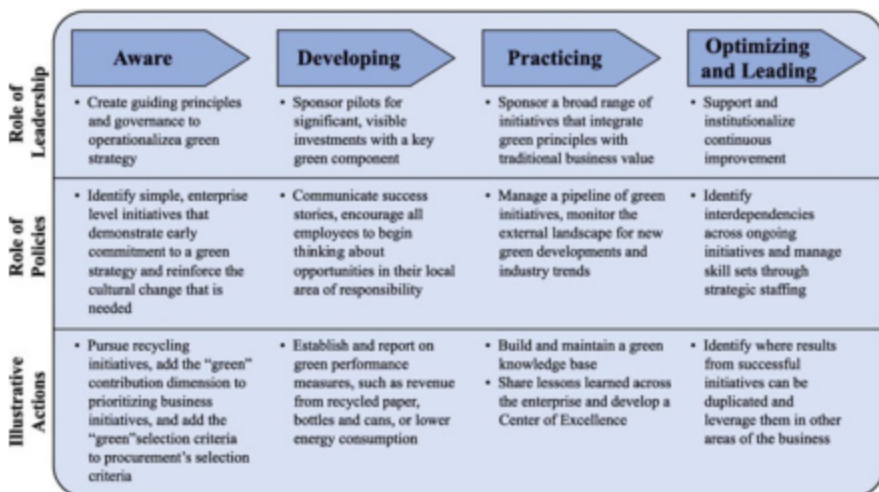 Aware
Developing
Practicing
Optimizing
and Leading
Role of
Leadership
• Create guiding principles
and governance to
operationalizea green
strategy
• Sponsor pilots for
significant, visible
investments with a key
green component
• Sponsor a broad range of
initiatives that integrate
green principles with
traditional business value
• Support and
institutionalize
continuous
improvement
Role of
Policies
• Identify simple, enterprise
level initiatives that
demonstrate early
commitment to a green
strategy and reinforce the
cultural change that is
needed
• Communicate success
stories, encourage all
employees to begin
thinking about
opportunities in their local
area of responsibility
• Manage a pipeline of green
initiatives, monitor the
external landscape for new
green developments and
industry trends
• Identify
interdependencies
across ongoing
initiatives and manage
skill sets through
strategic staffing
Illustrative
Actions
• Pursue recycling
initiatives, add the “green”
contribution dimension to
prioritizing business
initiatives, and add the
“green”selection criteria
to procurement’s selection
criteria
• Establish and report on
green performance
measures, such as revenue
from recycled paper,
bottles and cans, or lower
energy consumption
• Build and maintain a green
knowledge base
• Share lessons learned across
the enterprise and develop a
Center of Excellence
• Identify where results
from successful
initiatives can be
duplicated and
leverage them in other
areas of the business